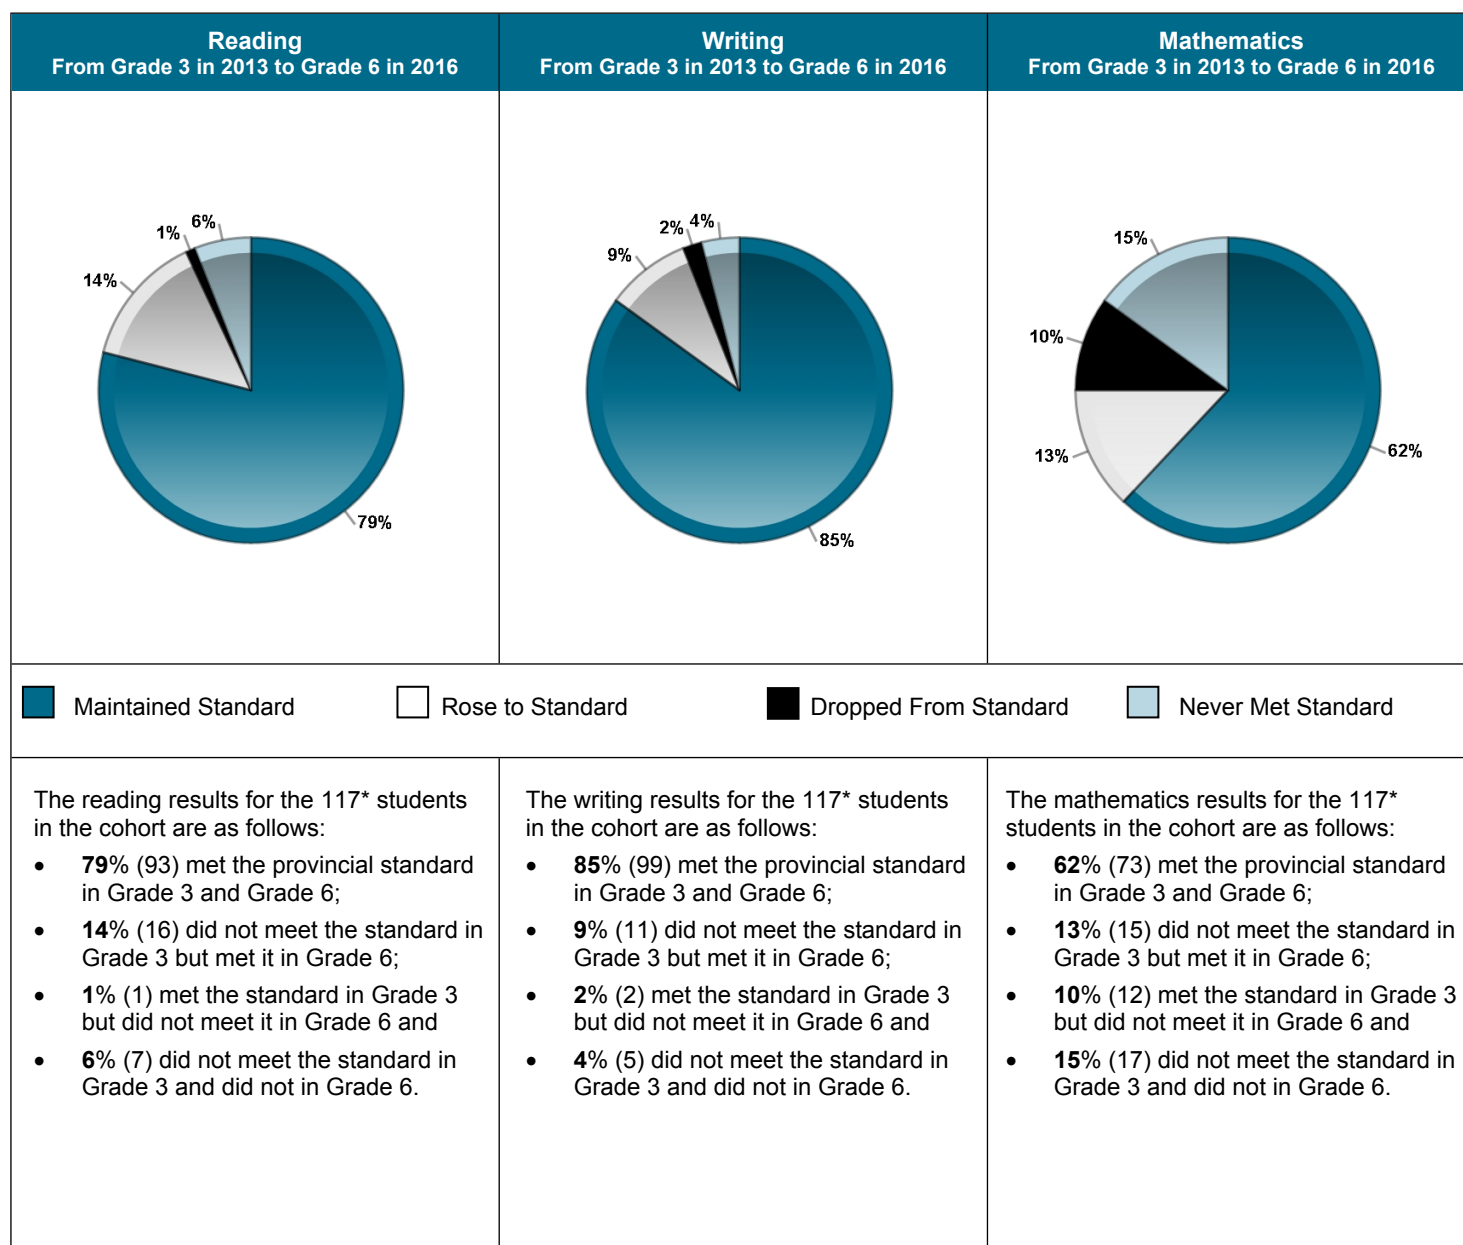 Reading
From Grade 3 in 2013 to Grade 6 in 2016
Writing
From Grade 3 in 2013 to Grade 6 in 2016
Mathematics
From Grade 3 in 2013 to Grade 6 in 2016
6%
1%
14%
79%
4%
2%
9%
85%
15%
10%
13%
62%
Maintained Standard
Rose to Standard
Dropped From Standard
Never Met Standard
The reading results for the 117* students
in the cohort are as follows:
• 79% (93) met the provincial standard
in Grade 3 and Grade 6;
• 14% (16) did not meet the standard in
Grade 3 but met it in Grade 6;
• 1% (1) met the standard in Grade 3
but did not meet it in Grade 6 and
• 6% (7) did not meet the standard in
Grade 3 and did not in Grade 6.
The writing results for the 117* students
in the cohort are as follows:
• 85% (99) met the provincial standard
in Grade 3 and Grade 6;
• 9% (11) did not meet the standard in
Grade 3 but met it in Grade 6;
• 2% (2) met the standard in Grade 3
but did not meet it in Grade 6 and
• 4% (5) did not meet the standard in
Grade 3 and did not in Grade 6.
The mathematics results for the 117*
students in the cohort are as follows:
• 62% (73) met the provincial standard
in Grade 3 and Grade 6;
• 13% (15) did not meet the standard in
Grade 3 but met it in Grade 6;
• 10% (12) met the standard in Grade 3
but did not meet it in Grade 6 and
• 15% (17) did not meet the standard in
Grade 3 and did not in Grade 6.